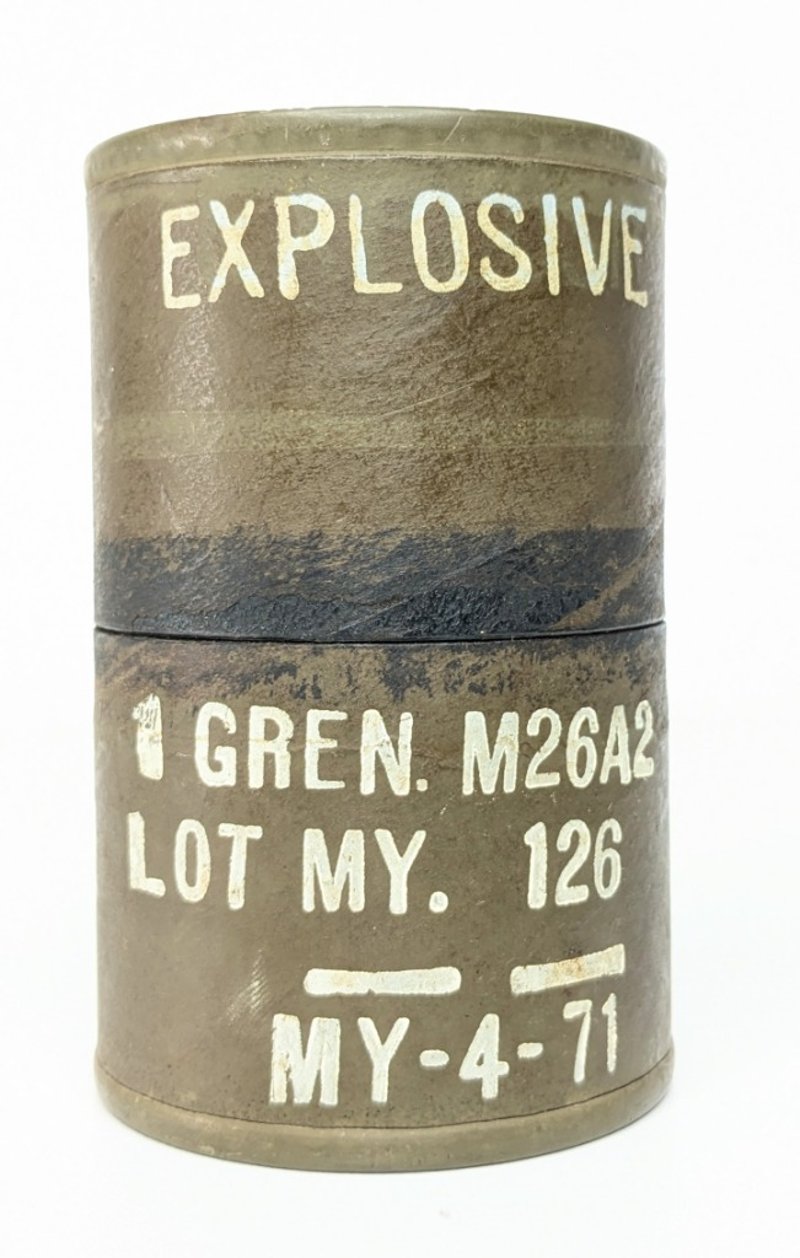 EXPLOSIVE
1 GREN. M26A2
LOT MY. 126
MY-4-71